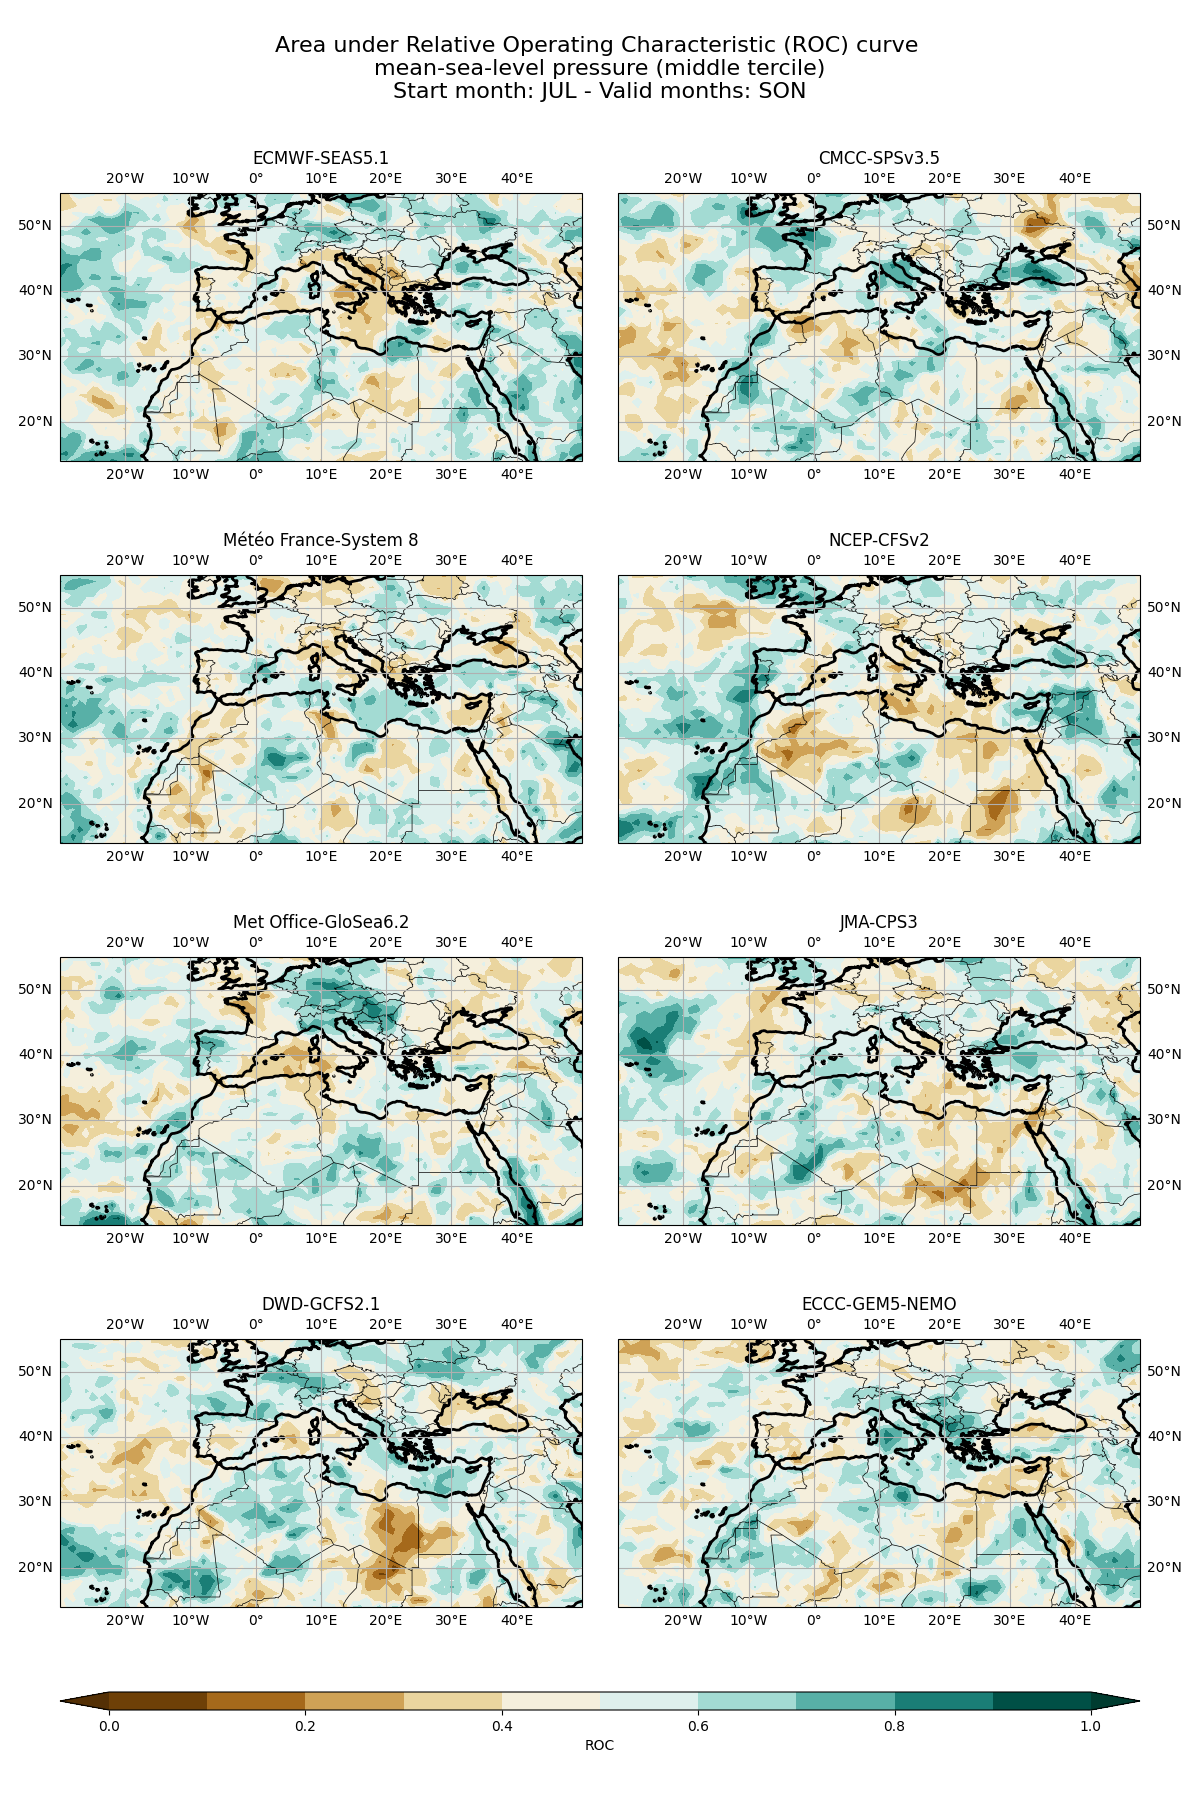 Area under Relative Operating Characteristic (ROC) curve
mean-sea-level pressure (middle tercile)
Start month: JUL - Valid months: SON
ECMWF-SEAS5.1
20°W 10°W 0° 10°E 20°E 30°E 40°E
50°N
40°N
30°N
20°N
20°W 10°W 0° 10°E 20°E 30°E 40°E
CMCC-SPSv3.5
20°W 10°W 0° 10°E 20°E 30°E 40°E
50°N
40°N
30°N
20°N
20°W 10°W 0° 10°E 20°E 30°E 40°E
Météo France-System 8
20°W 10°W 0° 10°E 20°E 30°E 40°E
50°N
40°N
30°N
20°N
20°W 10°W 0° 10°E 20°E 30°E 40°E
NCEP-CFSv2
20°W 10°W 0° 10°E 20°E 30°E 40°E
50°N
40°N
30°N
20°N
20°W 10°W 0° 10°E 20°E 30°E 40°E
Met Office-GloSea6.2
20°W 10°W 0° 10°E 20°E 30°E 40°E
50°N
40°N
30°N
20°N
20°W 10°W 0° 10°E 20°E 30°E 40°E
JMA-CPS3
20°W 10°W 0° 10°E 20°E 30°E 40°E
50°N
40°N
30°N
20°N
20°W 10°W 0° 10°E 20°E 30°E 40°E
DWD-GCFS2.1
20°W 10°W 0° 10°E 20°E 30°E 40°E
50°N
40°N
30°N
20°N
20°W 10°W 0° 10°E 20°E 30°E 40°E
ECCC-GEM5-NEMO
20°W 10°W 0° 10°E 20°E 30°E 40°E
50°N
40°N
30°N
20°N
20°W 10°W 0° 10°E 20°E 30°E 40°E
0.0 0.2 0.4 0.6 0.8 1.0
ROC